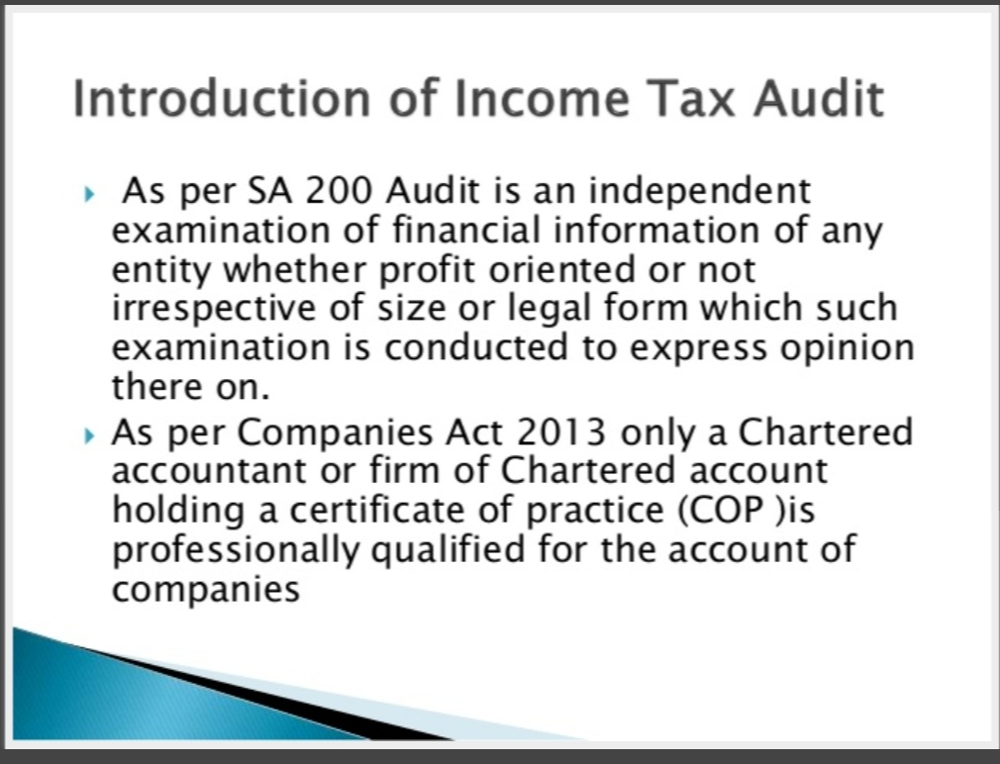 Introduction of Income Tax Audit
As per SA 200 Audit is an independent
examination of financial information of any
entity whether profit oriented or not
irrespective of size or legal form which such
examination is conducted to express opinion
there on.
As per Companies Act 2013 only a Chartered
accountant or firm of Chartered account
holding a certificate of practice (COP )is
professionally qualified for the account of
companies